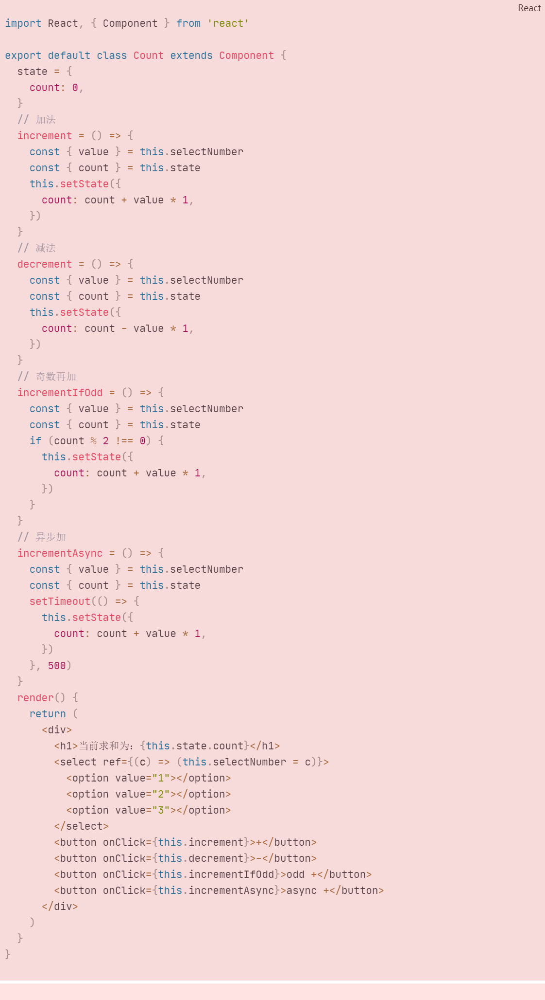 React
import React, { Component } from 'react'
export default class Count extends Component {
  state = {
    count: 0,
  }
  // 加法
  increment = () => {
    const { value } = this.selectNumber
    const { count } = this.state
    this.setState({
      count: count + value * 1,
    })
  }
  // 减法
  decrement = () => {
    const { value } = this.selectNumber
    const { count } = this.state
    this.setState({
      count: count - value * 1,
    })
  }
  // 奇数再加
  incrementIfOdd = () => {
    const { value } = this.selectNumber
    const { count } = this.state
    if (count % 2 !== 0) {
      this.setState({
        count: count + value * 1,
      })
    }
  }
  // 异步加
  incrementAsync = () => {
    const { value } = this.selectNumber
    const { count } = this.state
    setTimeout(() => {
      this.setState({
        count: count + value * 1,
      })
    }, 500)
  }
  render() {
    return (
      <div>
        <h1>当前求和为：{this.state.count}</h1>
        <select ref={(c) => (this.selectNumber = c)}>
          <option value="1"></option>
          <option value="2"></option>
          <option value="3"></option>
        </select>
        <button onClick={this.increment}>+</button>
        <button onClick={this.decrement}>-</button>
        <button onClick={this.incrementIfOdd}>odd +</button>
        <button onClick={this.incrementAsync}>async +</button>
      </div>
    )
  }
}